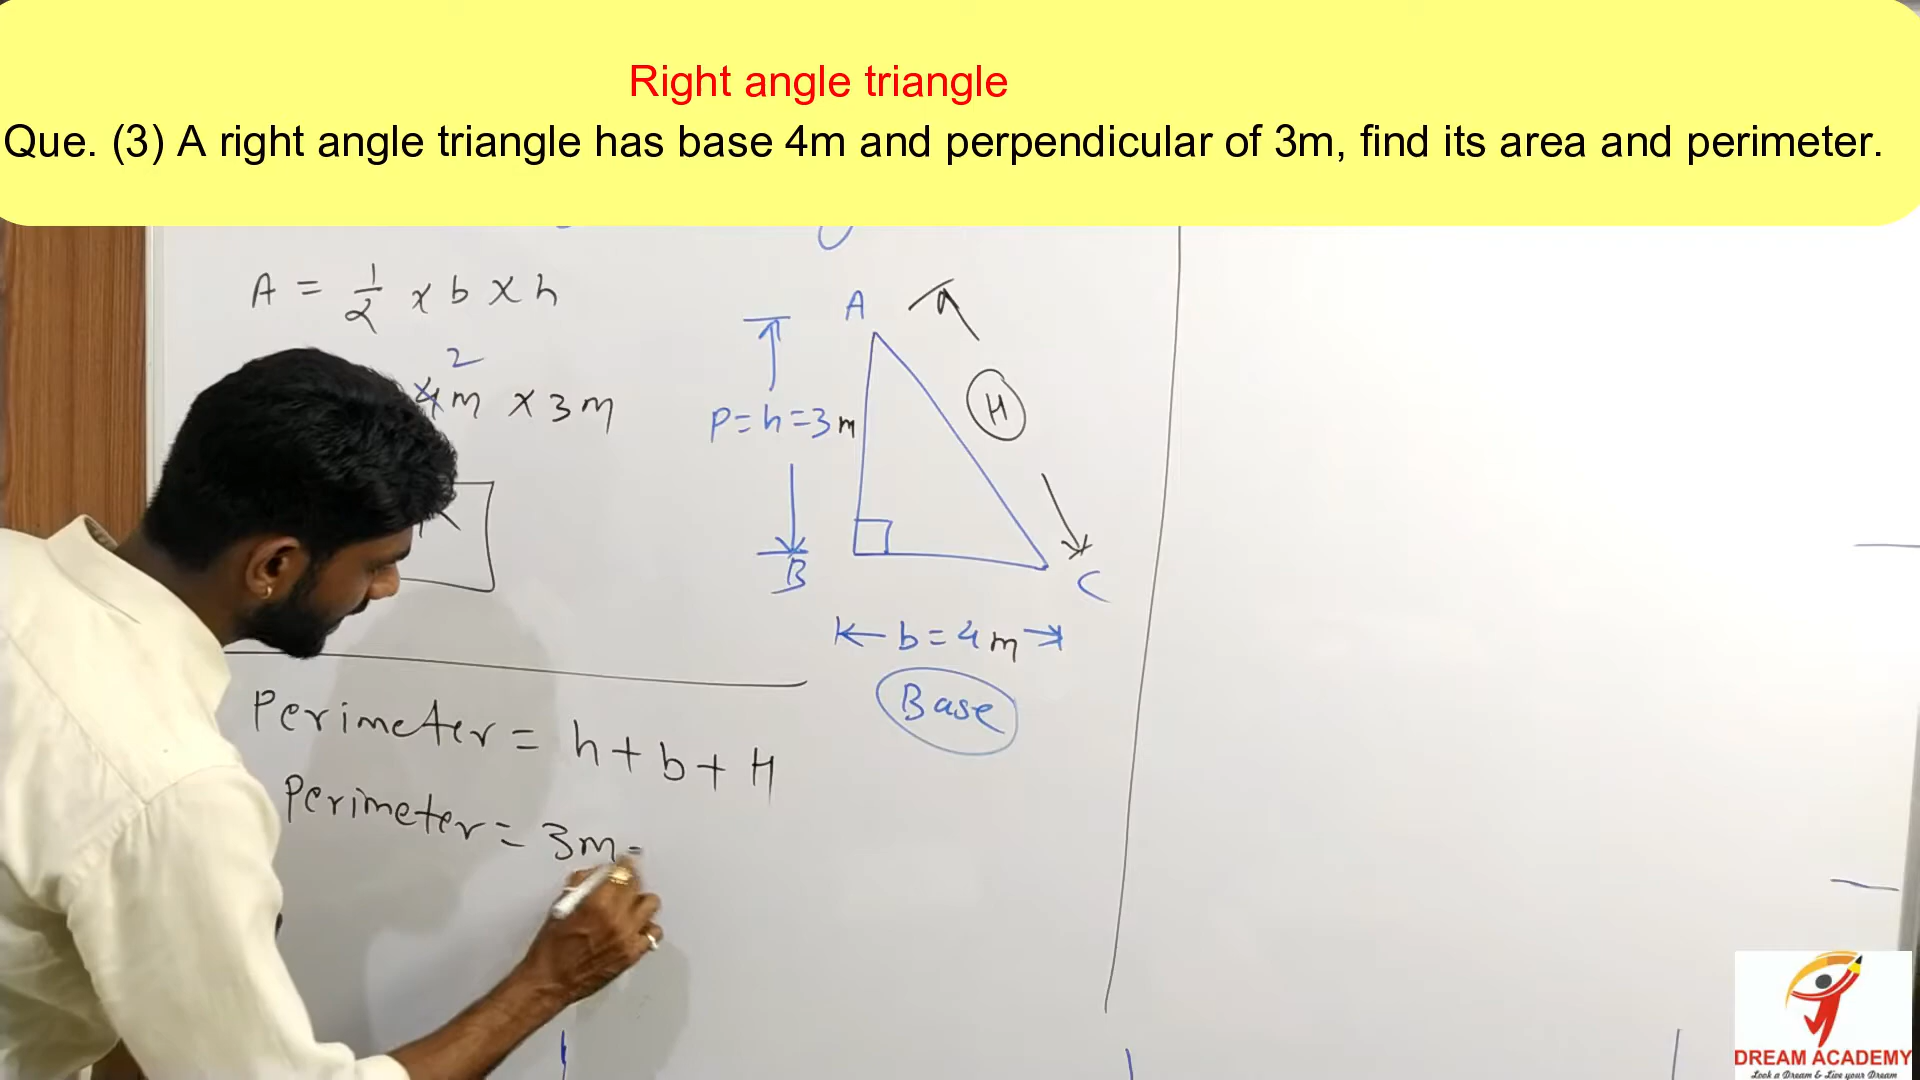 Right angle triangle
Que. (3) A right angle triangle has base 4m and perpendicular of 3m, find its area and perimeter.
A = 1/2 x b x h
2
4m x 3m
A
H
P=h=3m
B
C
b=4m
Base
Perimeter = h+b+H
Perimeter = 3m
DREAM ACADEMY
Look a Dream & Live your Dream